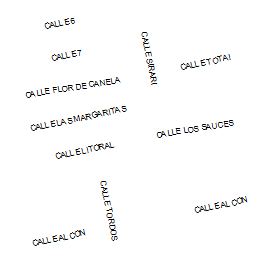 CALLE 6
CALLE 7
CALLE SIRARI
CALLE TOTAI
CALLE FLOR DE CANELA
CALLE LAS MARGARITAS
CALLE LOS SAUCES
CALLE LITORAL
CALLE TORDOS
CALLE ALCON
CALLE ALCON